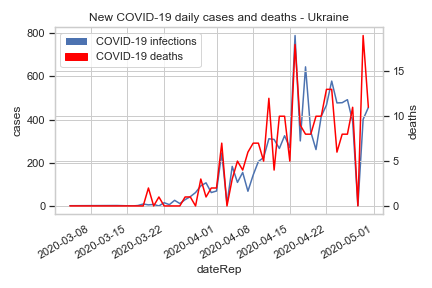 New COVID-19 daily cases and deaths - Ukraine
COVID-19 infections
COVID-19 deaths
cases
800
600
400
200
0
deaths
15
10
5
0
2020-03-08
2020-03-15
2020-03-22
2020-04-01
2020-04-08
2020-04-15
2020-04-22
2020-05-01
dateRep